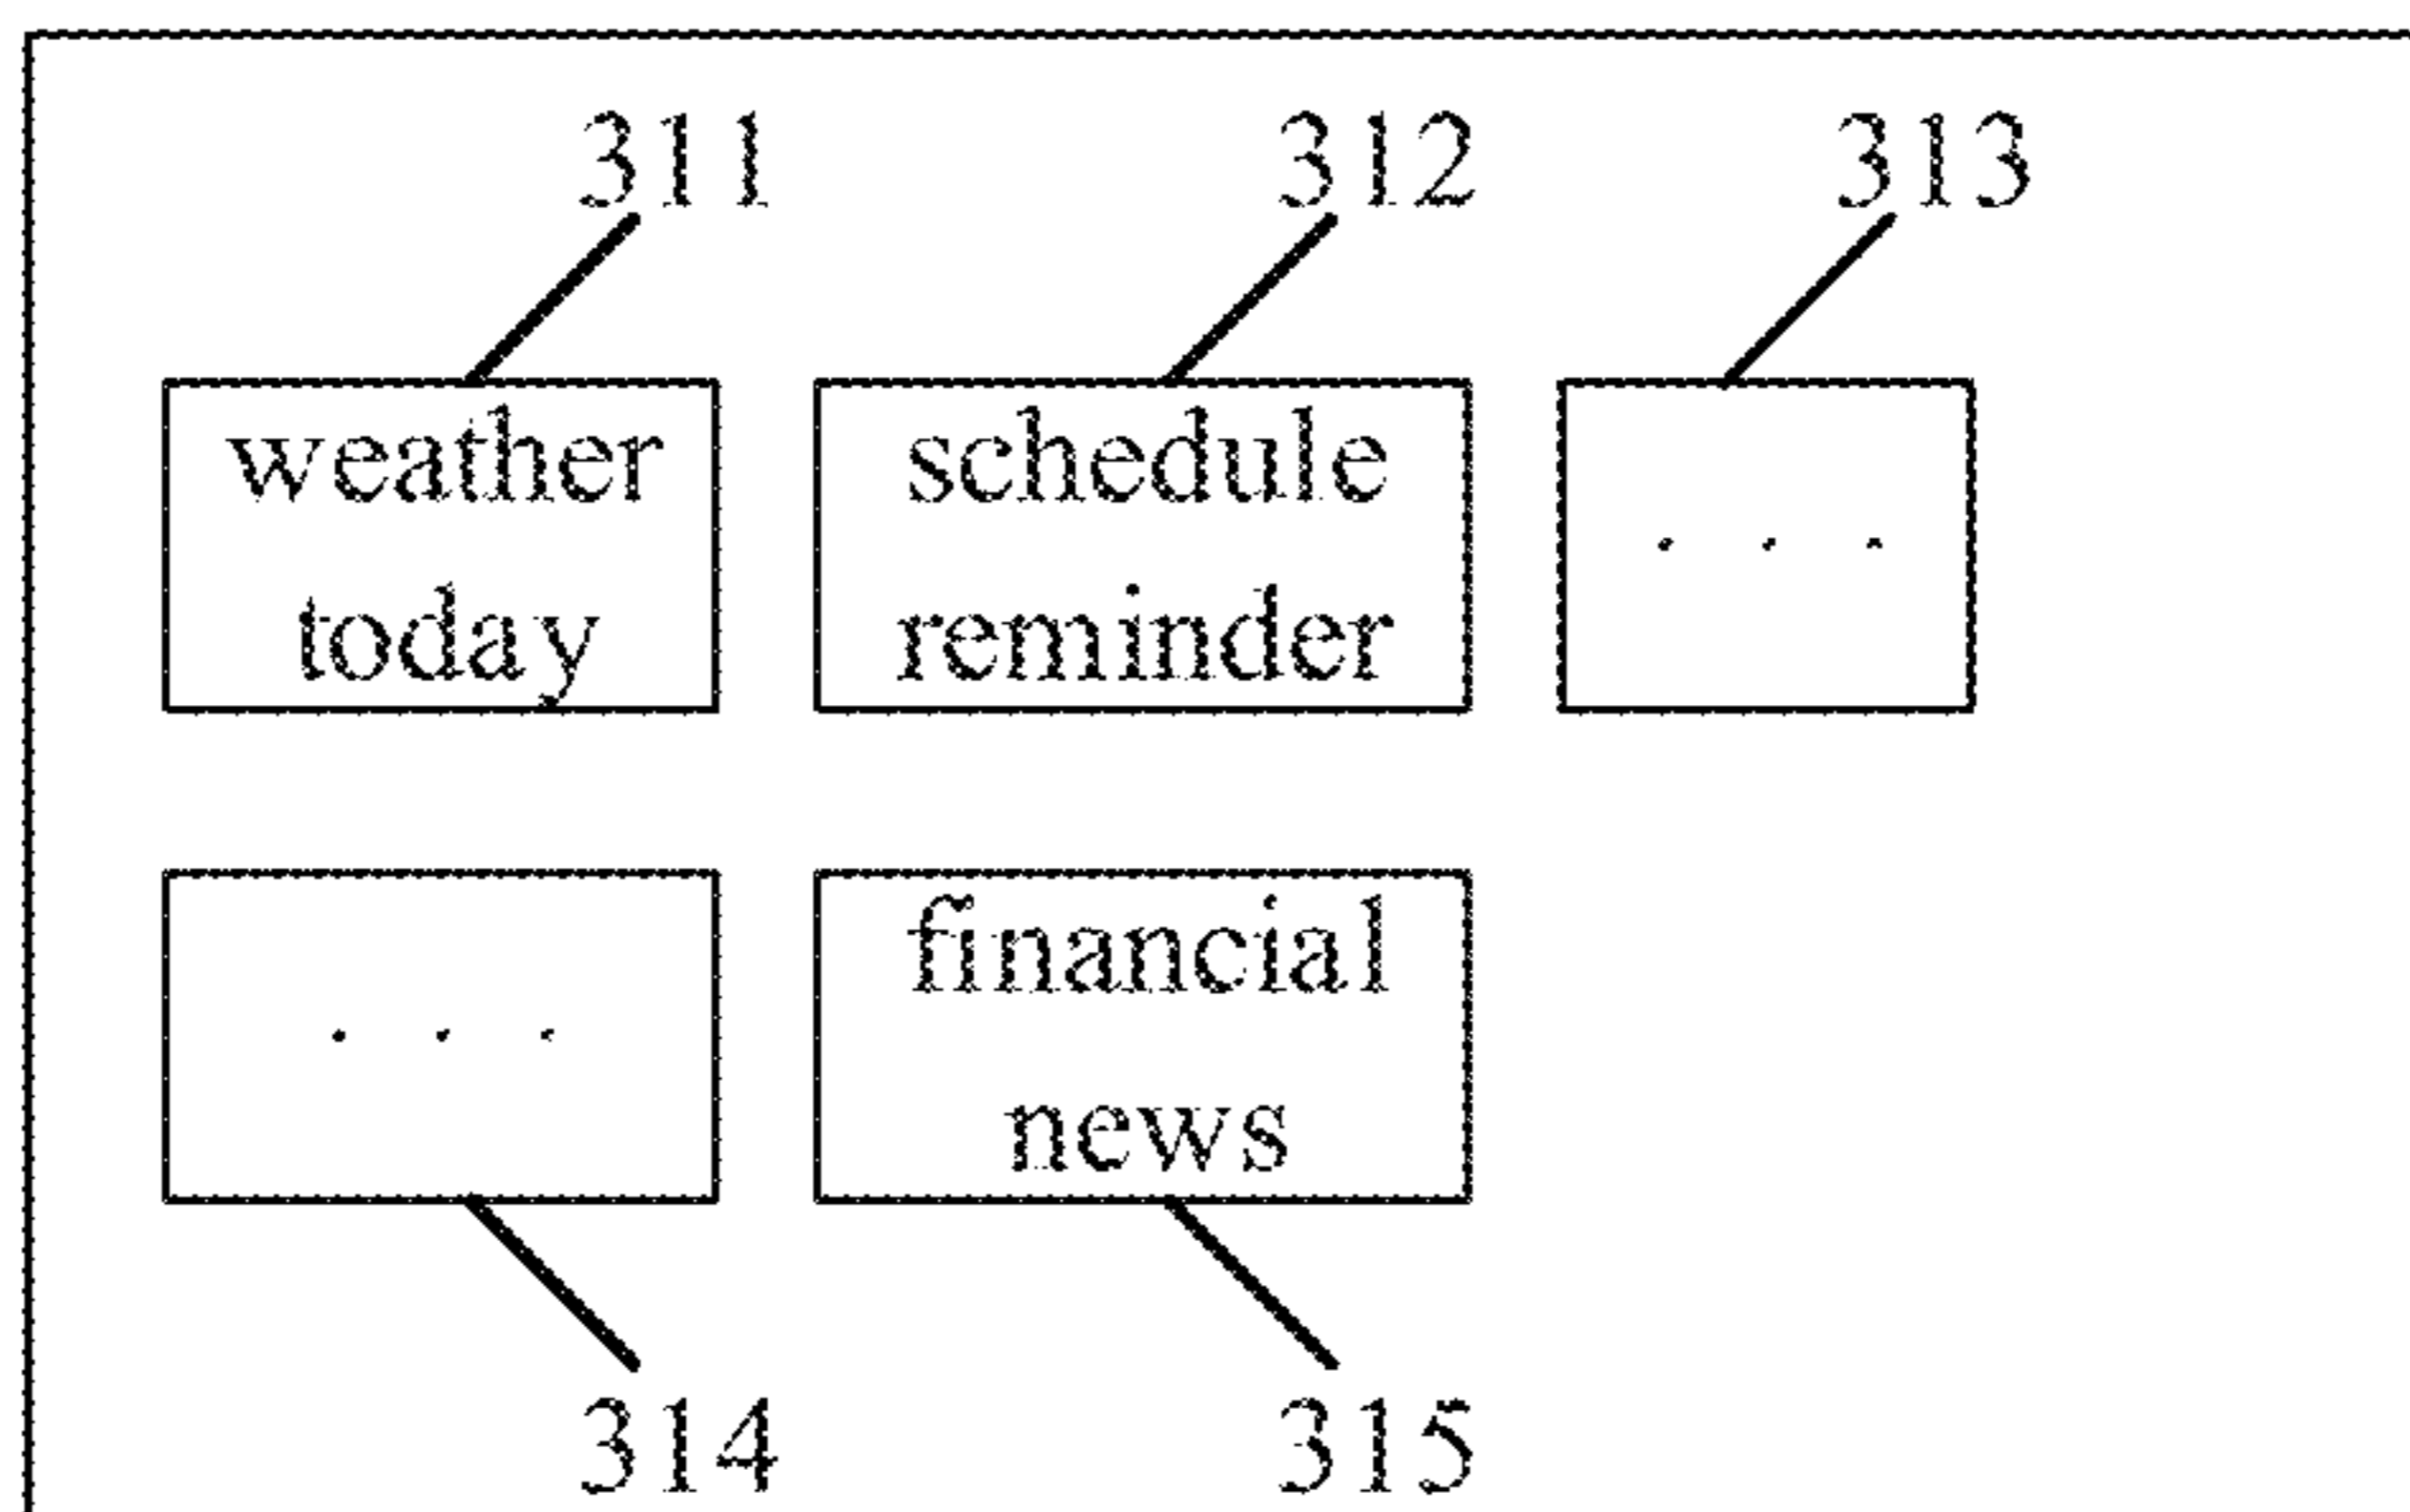 311 312 313
weather schedule
today reminder
. . .
. . . financial
news
314 315